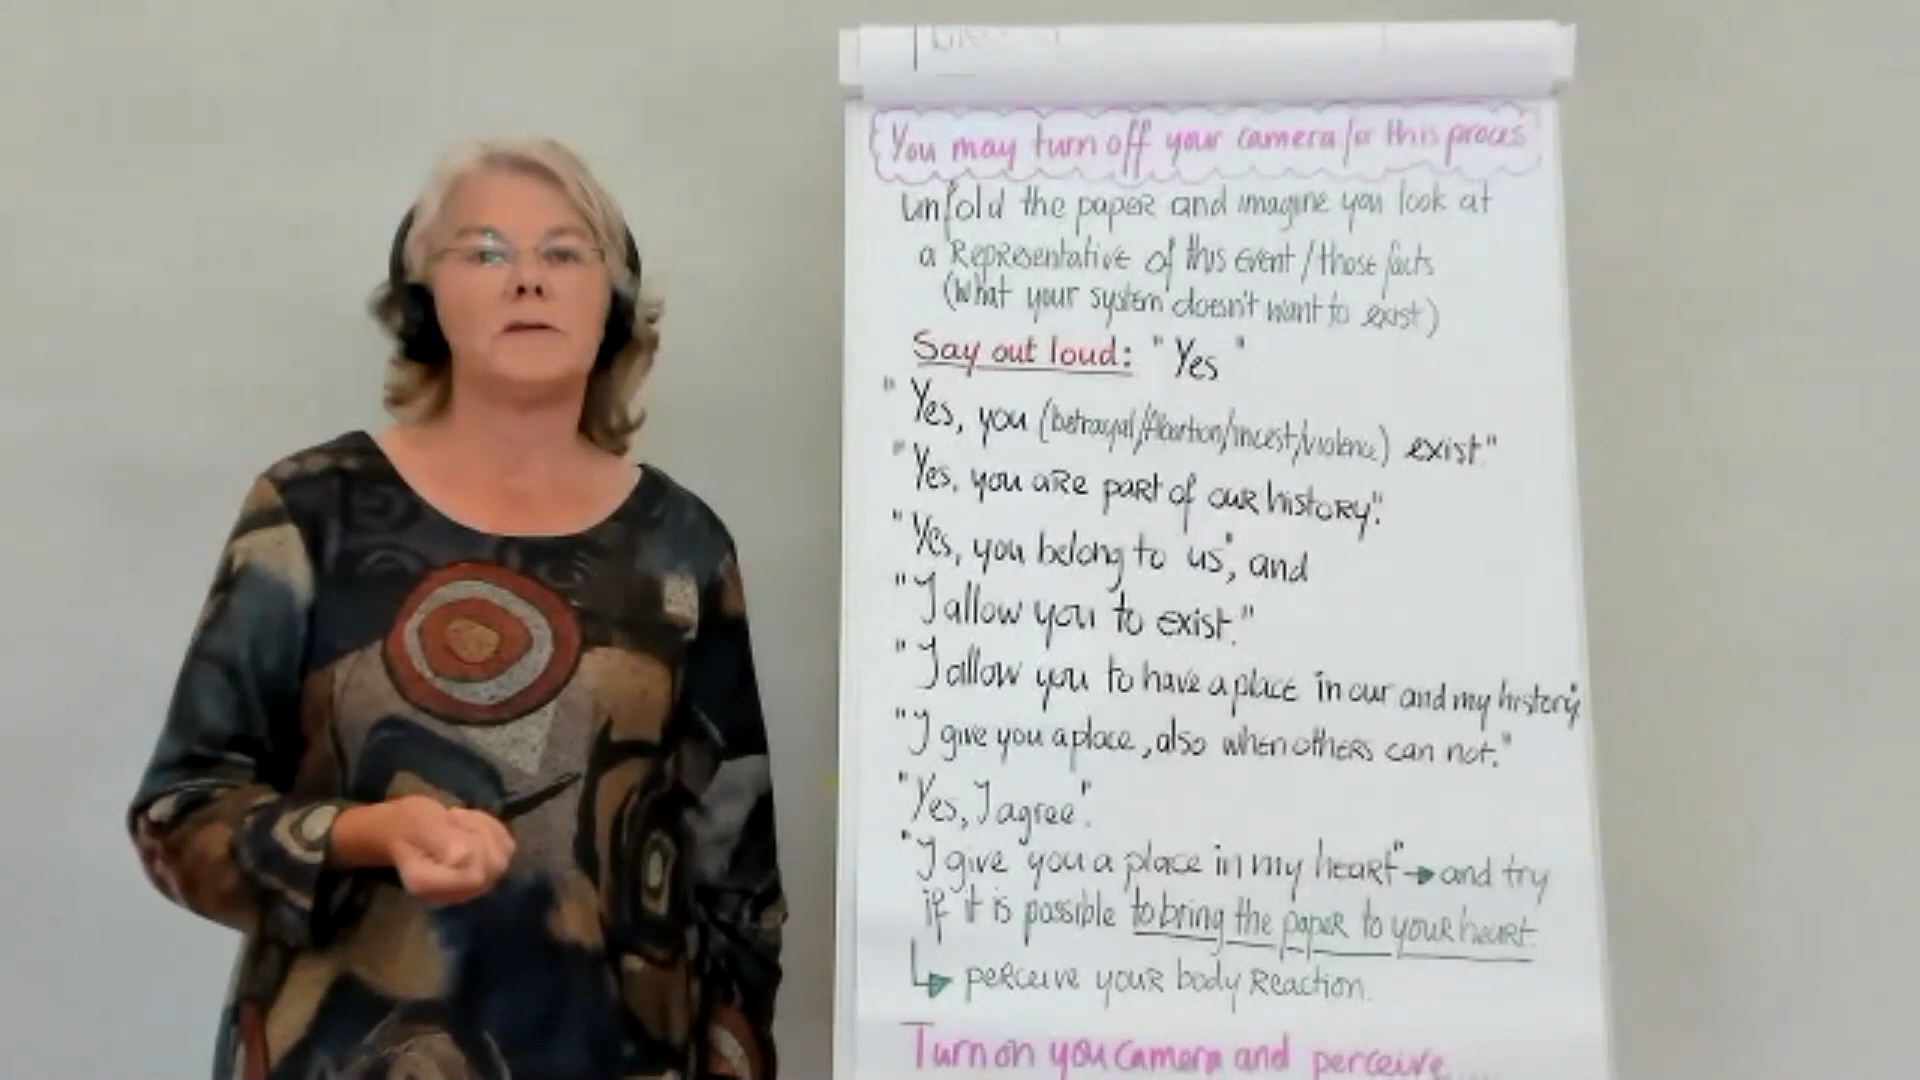 You may turn off your camera for this proces
unfold the paper and imagine you look at
a Representative of this event / those facts
(what your system doesn't want to exist)
Say out loud: "Yes"
"Yes, you (betrayal/Abortion/incest/violence) exist"
"Yes, you are part of our history".
"Yes, you belong to us", and
"I allow you to exist."
"I allow you to have a place in our and my history".
"I give you a place, also when others can not."
"Yes, I agree".
"I give you a place in my heart" → and try
if it is possible to bring the paper to your heart.
↳ perceive your body Reaction.
Turn on you camera and perceive....